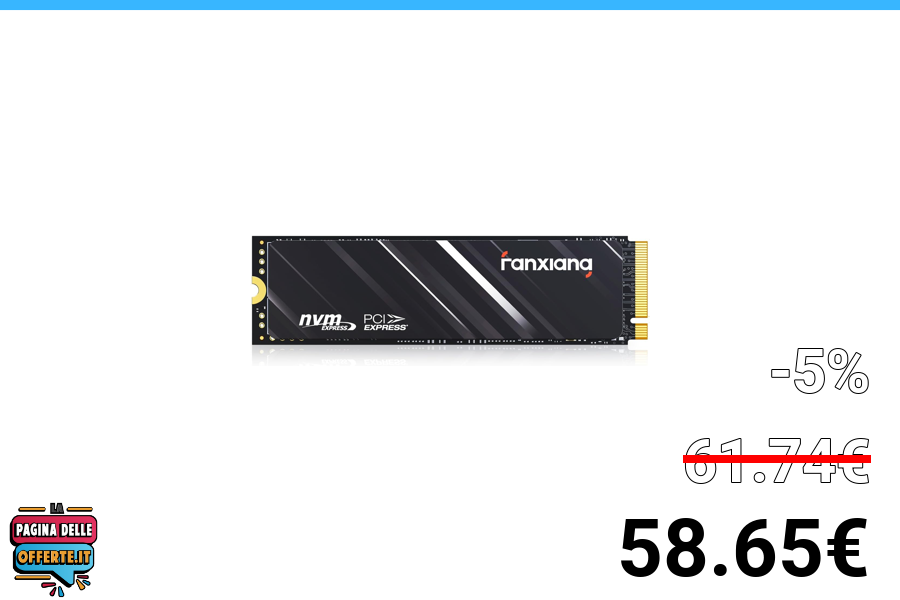 fanxiang
nvm
EXPRESS
PCI
EXPRESS®
-5%
61.74€
58.65€
LA
PAGINA DELLE
OFFERTE.IT